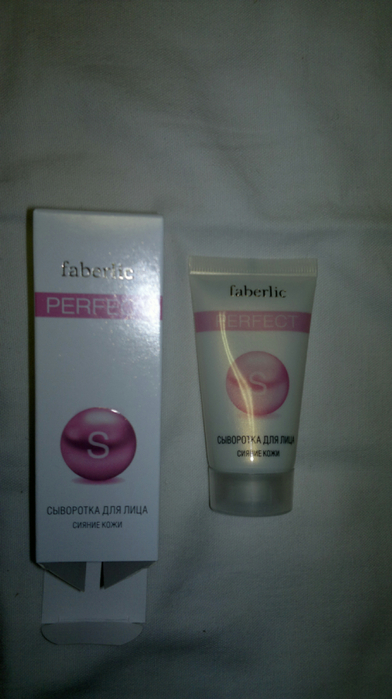 faberlic
PERFECT
S
СЫВОРОТКА ДЛЯ ЛИЦА
СИЯНИЕ КОЖИ
faberlic
PERFECT
S
СЫВОРОТКА ДЛЯ ЛИЦА
СИЯНИЕ КОЖИ